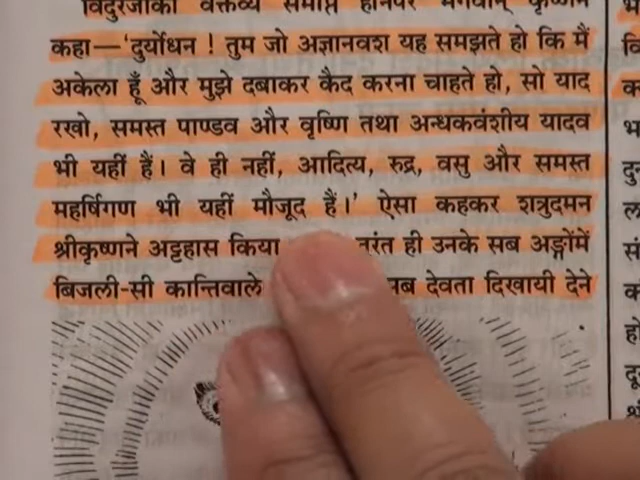 विदुरजीका वक्तव्य समाप्त होनेपर भगवान् कृष्णने
कहा—'दुर्योधन ! तुम जो अज्ञानवश यह समझते हो कि मैं
अकेला हूँ और मुझे दबाकर कैद करना चाहते हो, सो याद
रखो, समस्त पाण्डव और वृष्णि तथा अन्धकवंशीय यादव
भी यहीं हैं। वे ही नहीं, आदित्य, रुद्र, वसु और समस्त
महर्षिगण भी यहीं मौजूद हैं।' ऐसा कहकर शत्रुदमन
श्रीकृष्णने अट्टहास किया ही उनके सब अङ्गोंमें
बिजली-सी कान्तिवाले देवता दिखायी देने